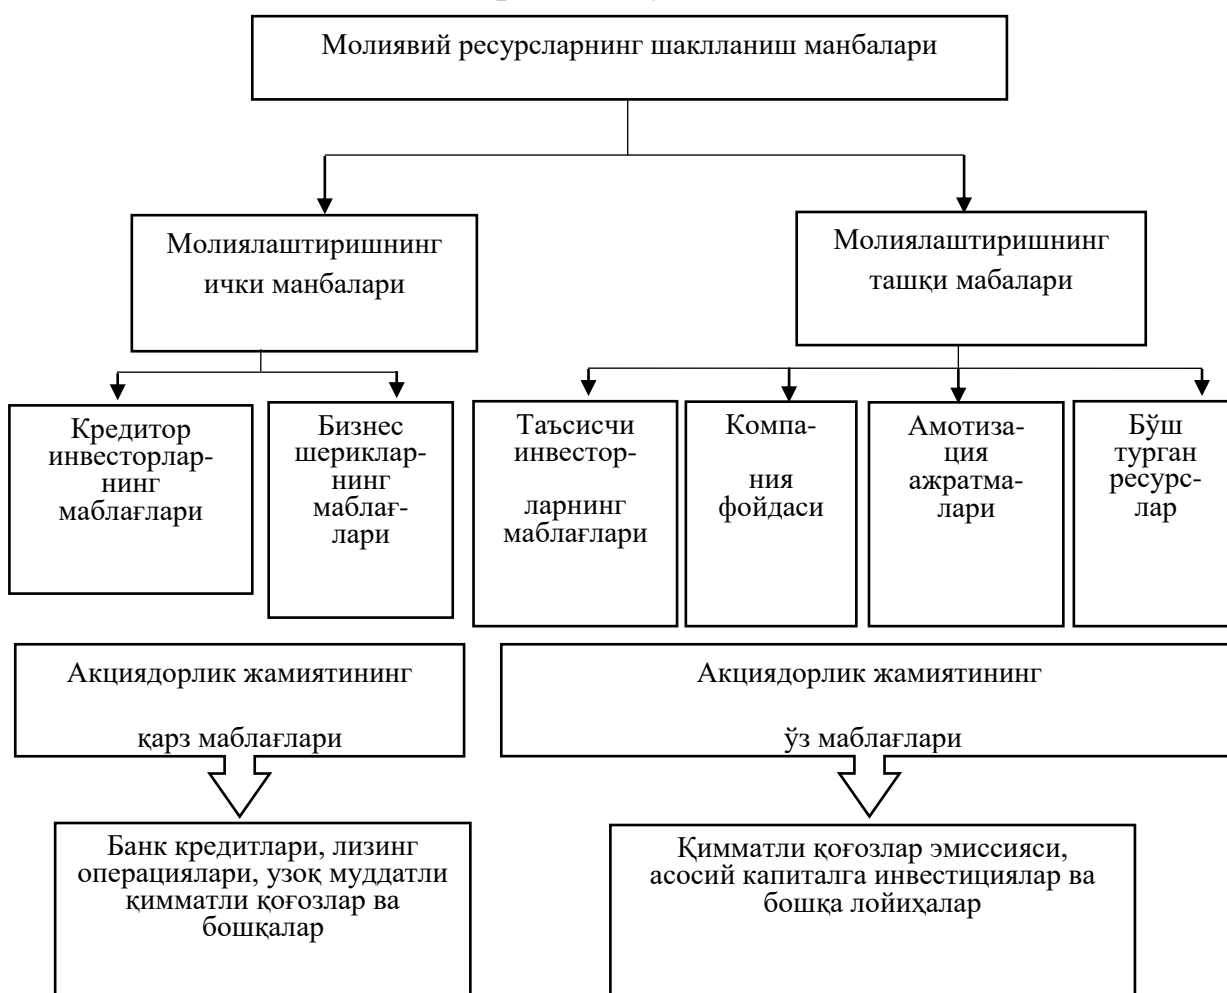 Молиявий ресурсларнинг шаклланиш манбалари
Молиялаштиришнинг
ички манбалари
Молиялаштиришнинг
ташқи мабалари
Кредитор
инвесторлар-
нинг
маблағлари
Бизнес
шериклар-
нинг
маблағ-
лари
Таъсисчи
инвестор-
ларнинг
маблағлари
Компа-
ния
фойдаси
Амотиза-
ция
ажратма-
лари
Бўш
турган
ресурс-
лар
Акциядорлик жамиятининг
қарз маблағлари
Акциядорлик жамиятининг
ўз маблағлари
Банк кредитлари, лизинг
операциялари, узоқ муддатли
қимматли қоғозлар ва
бошқалар
Қимматли қоғозлар эмиссияси,
асосий капиталга инвестициялар ва
бошқа лойиҳалар